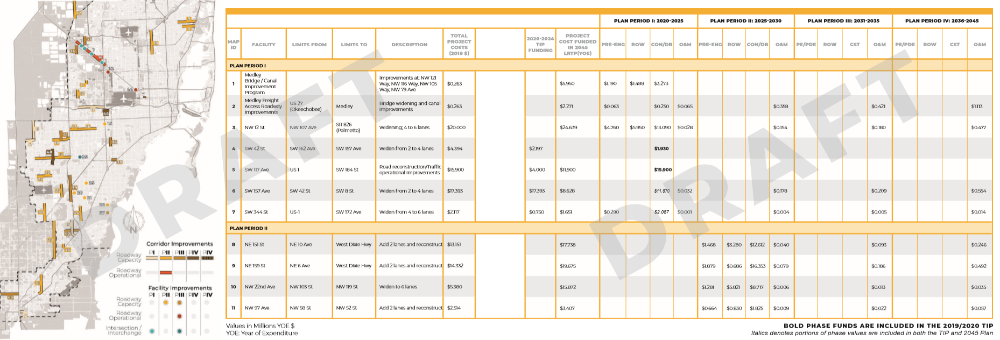 PLAN PERIOD I: 2020-2025 PLAN PERIOD II: 2025-2030 PLAN PERIOD III: 2031-2035 PLAN PERIOD IV: 2036-2045
MAP ID FACILITY LIMITS FROM LIMITS TO DESCRIPTION TOTAL PROJECT COSTS (2018 $) 2020-2024 TIP FUNDING PROJECT COST FUNDED IN 2045 LRTP(YOE) PRE-ENG ROW CON/DB O&M PRE-ENG ROW CON/DB O&M PE/PDE ROW CST O&M PE/PDE ROW CST O&M
PLAN PERIOD I
1 Medley Bridge / Canal Improvement Program Improvements at; NW 121 Way, NW 116 Way, NW 105 Way, NW 79 Ave $0.263 $5.950 $1.190 $1.488 $3.273
2 Medley Freight Access Roadway Improvements US 27 (Okeechobee) Medley Bridge widening and canal improvements $0.263 $2.271 $0.063 $0.250 $0.065 $0.358 $0.421 $1.113
3 NW 12 St NW 107 Ave SR 826 (Palmetto) Widening; 4 to 6 lanes $20.000 $24.639 $4.760 $5.950 $13.090 $0.028 $0.154 $0.180 $0.477
4 SW 42 St SW 162 Ave SW 157 Ave Widen from 2 to 4 lanes $4.394 $2.197 $1.930
5 SW 117 Ave US 1 SW 184 St Road reconstruction/Traffic operational improvements $15.900 $4.000 $11.900 $15.900
6 SW 157 Ave SW 42 St SW 8 St Widen from 2 to 4 lanes $17.393 $17.393 $8.628 $11.870 $0.032 $0.178 $0.209 $0.554
7 SW 344 St US-1 SW 172 Ave Widen from 4 to 6 lanes $2.117 $0.750 $1.651 $0.290 $2.087 $0.001 $0.004 $0.005 $0.014
PLAN PERIOD II
8 NE 151 St NE 10 Ave West Dixie Hwy Add 2 lanes and reconstruct $13.151 $17.738 $1.468 $3.280 $12.612 $0.040 $0.093 $0.246
9 NE 159 St NE 6 Ave West Dixie Hwy Add 2 lanes and reconstruct $14.332 $19.675 $1.879 $0.686 $16.353 $0.079 $0.186 $0.492
10 NW 22nd Ave NW 103 St NW 119 St Widen to 6 lanes $5.380 $15.872 $1.281 $5.821 $8.717 $0.006 $0.013 $0.035
11 NW 97 Ave NW 58 St NW 52 St Add 2 lanes and reconstruct $2.514 $3.407 $0.664 $0.830 $1.825 $0.009 $0.022 $0.057
Values in Millions YOE $
YOE: Year of Expenditure
BOLD PHASE FUNDS ARE INCLUDED IN THE 2019/2020 TIP
Italics denotes portions of phase values are included in both the TIP and 2045 Plan
Corridor Improvements
PI PII PIII PIV PIV
Roadway Capacity
Roadway Operational
Facility Improvements
PI PII PIII PIV PIV
Roadway Capacity
Roadway Operational
Intersection / Interchange
DRAFT
DRAFT